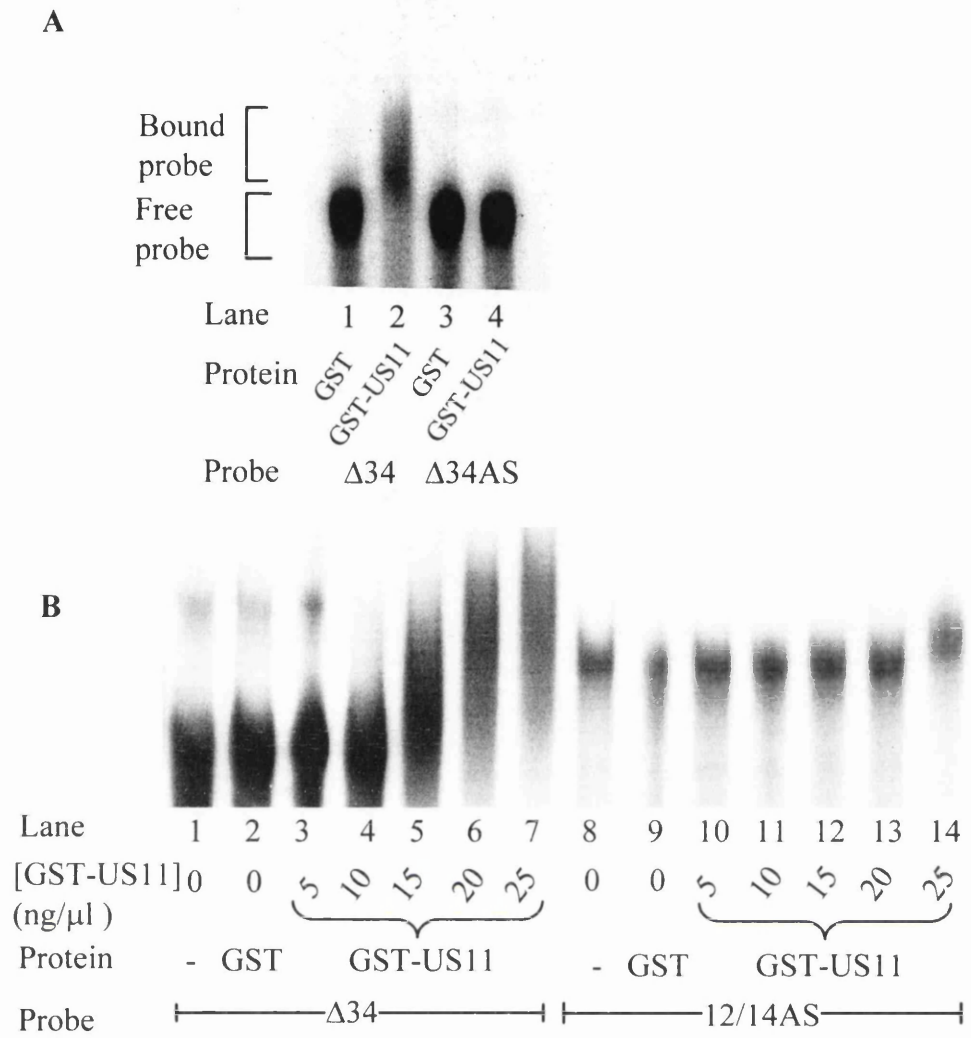 A
Bound
probe
Free
probe
Lane 1 2 3 4
Protein GST GST-US11 GST GST-US11
Probe Δ34 Δ34AS
B
Lane 1 2 3 4 5 6 7 8 9 10 11 12 13 14
[GST-US11] 0 0 5 10 15 20 25 0 0 5 10 15 20 25
(ng/μl )
Protein - GST GST-US11 - GST GST-US11
Probe Δ34 12/14AS